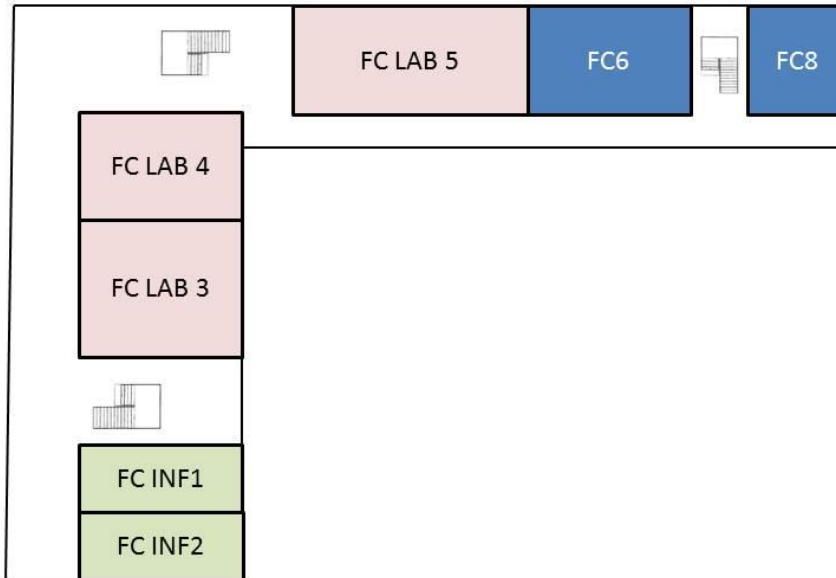 FC LAB 5
FC6
FC8
FC LAB 4
FC LAB 3
FC INF1
FC INF2